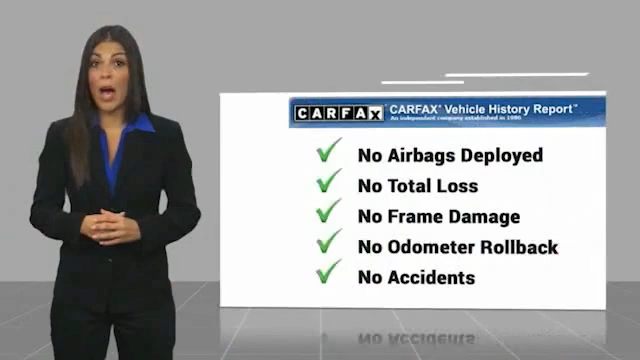 CARFAX CARFAX® Vehicle History Report™
An independent company established in 1986.
No Airbags Deployed
No Total Loss
No Frame Damage
No Odometer Rollback
No Accidents